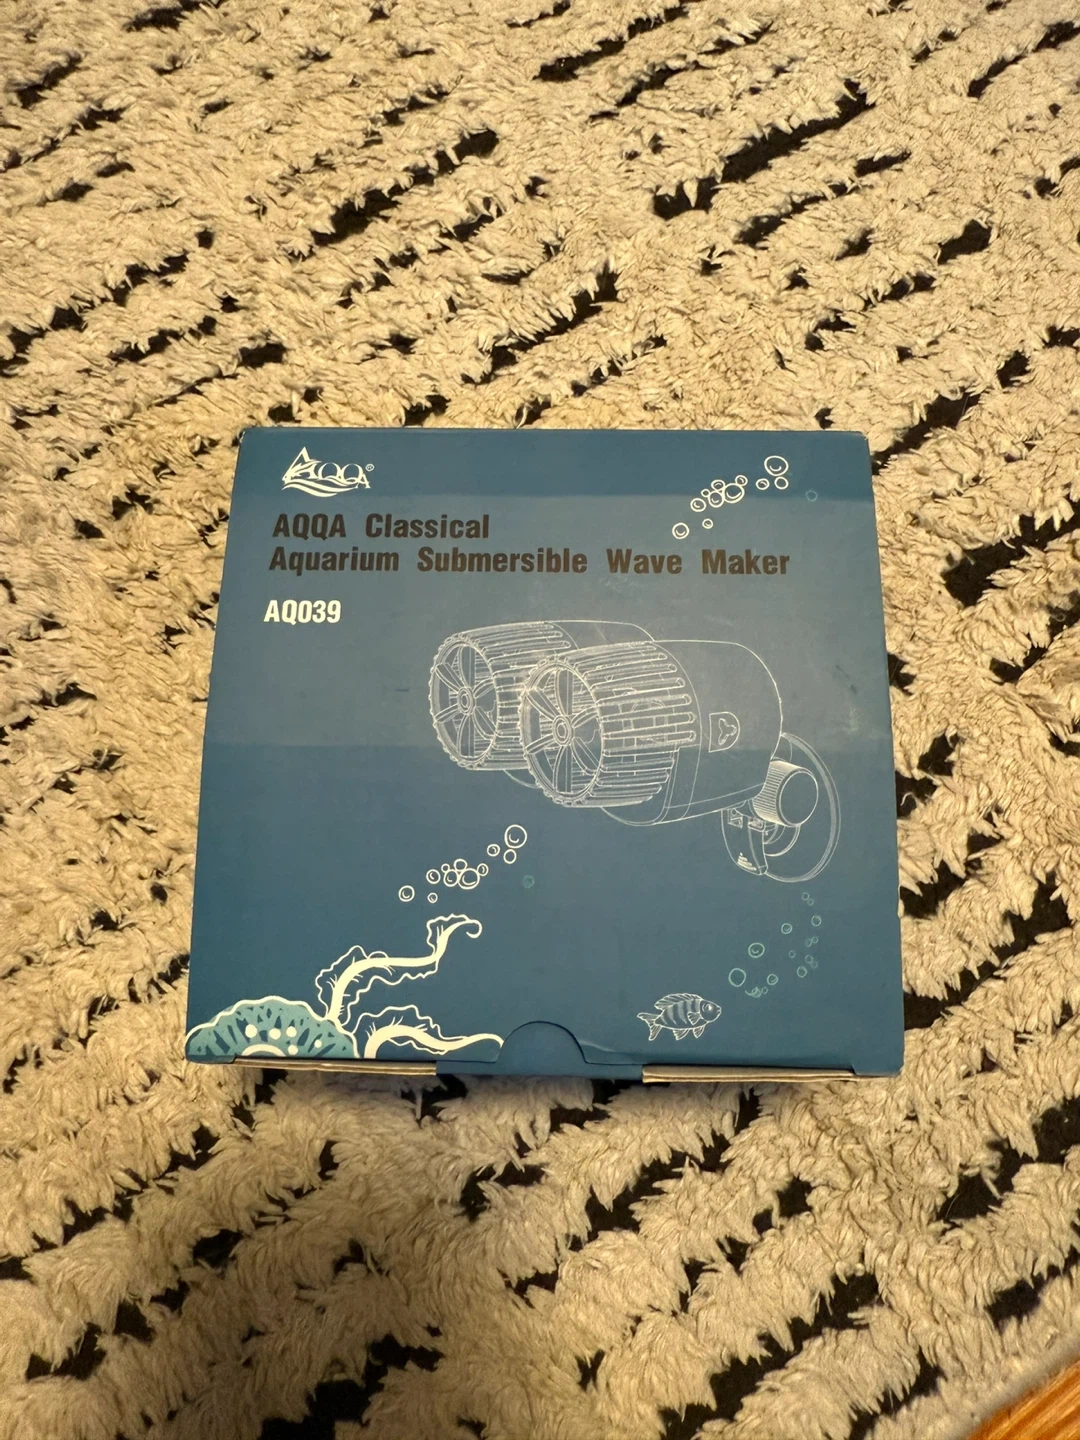 AQQA®
AQQA Classical
Aquarium Submersible Wave Maker
AQ039